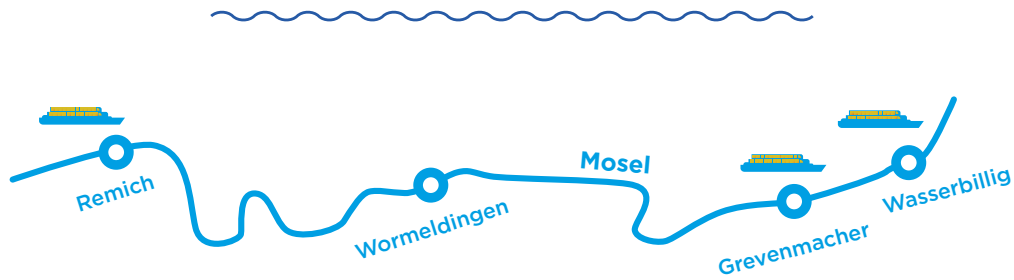 Mosel
Remich
Wormeldingen
Grevenmacher
Wasserbillig